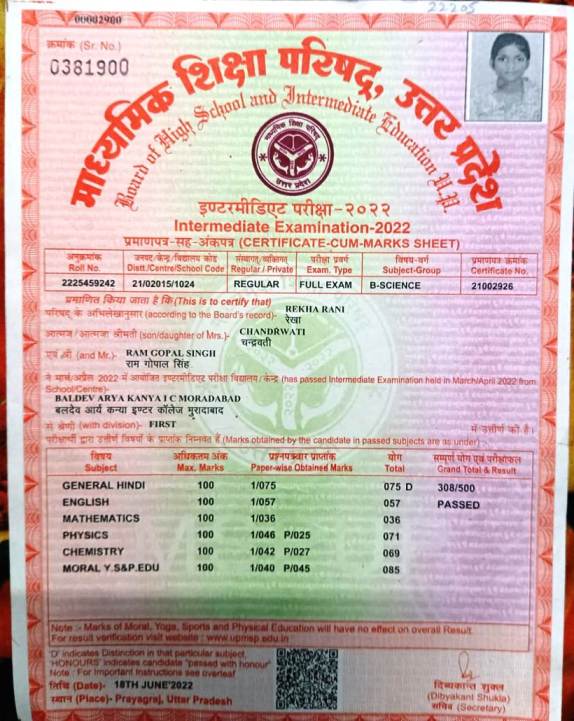 22205
00002900
क्रमांक (Sr. No.)
0381900
माध्यमिक शिक्षा परिषद्, उत्तर प्रदेश
Board of High School and Intermediate Education U.P.
माध्यमिक शिक्षा परिषद्
उत्तर प्रदेश
इण्टरमीडिएट परीक्षा-२०२२
Intermediate Examination-2022
प्रमाणपत्र-सह-अंकपत्र (CERTIFICATE-CUM-MARKS SHEET)
अनुक्रमांक जनपद/केन्द्र/विद्यालय कोड संस्थागत/व्यक्तिगत परीक्षा प्रवर्ग विषय-वर्ग प्रमाणपत्र क्रमांक
Roll No. Distt./Centre/School Code Regular / Private Exam. Type Subject-Group Certificate No.
2225459242 21/02015/1024 REGULAR FULL EXAM B-SCIENCE 21002926
प्रमाणित किया जाता है कि (This is to certify that)
परिषद् के अभिलेखानुसार (according to the Board's record)- REKHA RANI
रेखा
आत्मज/आत्मजा श्रीमती (son/daughter of Mrs.)- CHANDRWATI
चन्द्रवती
एवं श्री (and Mr.)- RAM GOPAL SINGH
राम गोपाल सिंह
ने मार्च/अप्रैल 2022 में आयोजित इण्टरमीडिएट परीक्षा विद्यालय/केन्द्र (has passed Intermediate Examination held in March/April 2022 from
School/Centre)-
BALDEV ARYA KANYA I C MORADABAD
बलदेव आर्य कन्या इण्टर कॉलेज मुरादाबाद
से श्रेणी (with division)- FIRST में उत्तीर्ण की है।
परीक्षार्थी द्वारा उत्तीर्ण विषयों के प्राप्तांक निम्नवत हैं (Marks obtained by the candidate in passed subjects are as under)
विषय अधिकतम अंक प्रश्नपत्रवार प्राप्तांक योग सम्पूर्ण योग एवं परीक्षाफल
Subject Max. Marks Paper-wise Obtained Marks Total Grand Total & Result
GENERAL HINDI 100 1/075 075 D 308/500
ENGLISH 100 1/057 057 PASSED
MATHEMATICS 100 1/036 036
PHYSICS 100 1/046 P/025 071
CHEMISTRY 100 1/042 P/027 069
MORAL Y.S&P.EDU 100 1/040 P/045 085
Note :- Marks of Moral, Yoga, Sports and Physical Education will have no effect on overall Result.
For result verification visit website : www.upmsp.edu.in
'D' indicates Distinction in that particular subject.
'HONOURS' indicates candidate "passed with honour"
Note : For Important Instructions see overleaf
तिथि (Date)- 18TH JUNE'2022
स्थान (Place)- Prayagraj, Uttar Pradesh
दिव्यकान्त शुक्ल
(Dibyakant Shukla)
सचिव (Secretary)